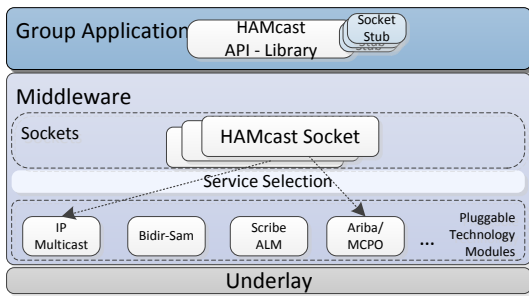 Group Application
HAMcast
API - Library
Socket
Stub
Stub
Middleware
Sockets
HAMcast Socket
Service Selection
IP
Multicast
Bidir-Sam
Scribe
ALM
Ariba/
MCPO
...
Pluggable
Technology
Modules
Underlay